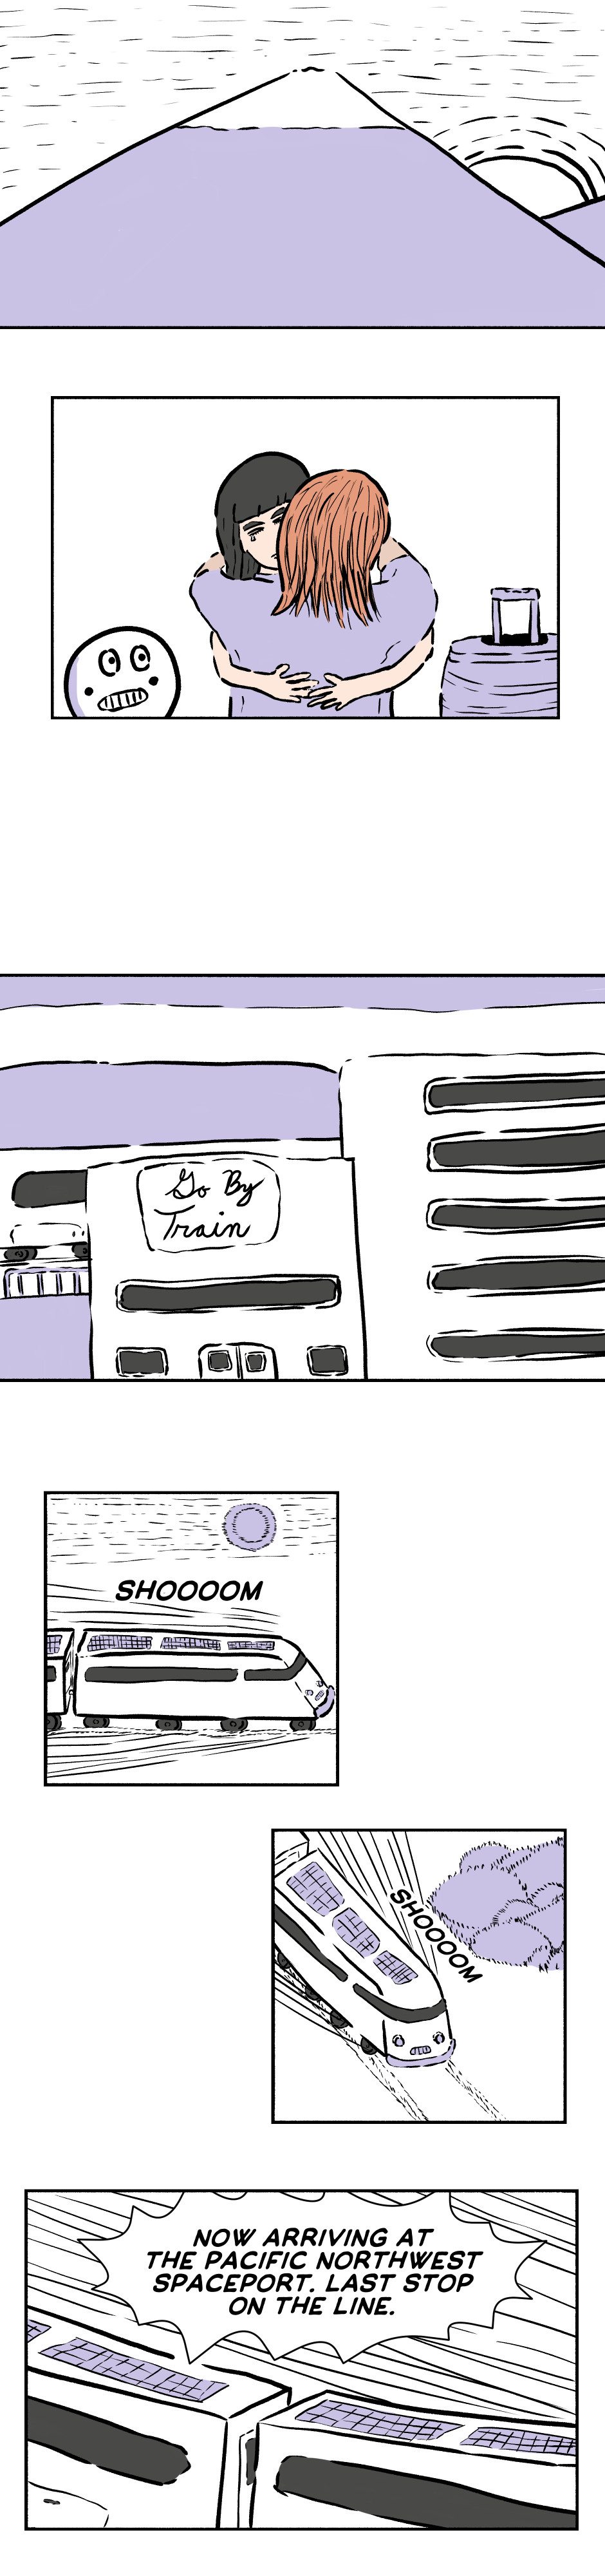 Go By
Train
SHOOOOM
SHOOOOM
NOW ARRIVING AT
THE PACIFIC NORTHWEST
SPACEPORT. LAST STOP
ON THE LINE.